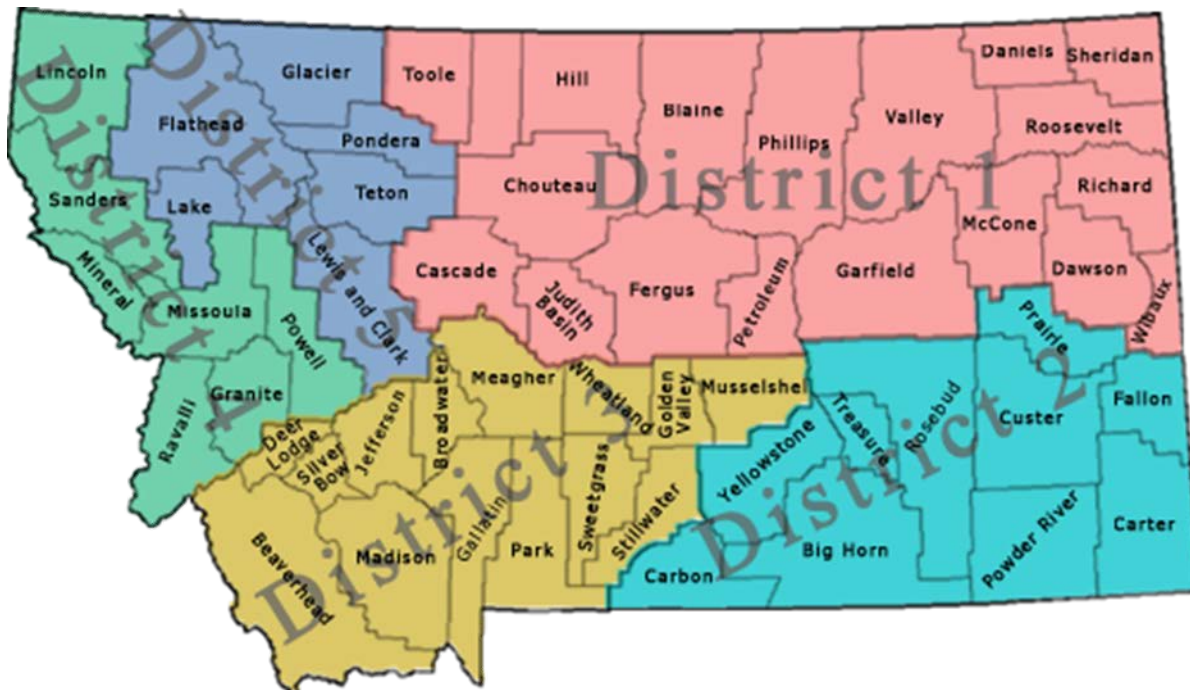 District 1
District 2
District 3
District 4
District 5
Lincoln
Flathead
Glacier
Toole
Hill
Blaine
Phillips
Valley
Daniels
Sheridan
Roosevelt
Pondera
Teton
Chouteau
Richard
McCone
Dawson
Wibaux
Sanders
Lake
Lewis and Clark
Cascade
Judith
Basin
Fergus
Petroleum
Garfield
Mineral
Missoula
Powell
Granite
Ravalli
Deer
Lodge
Silver
Bow
Jefferson
Broadwater
Meagher
Wheatland
Golden
Valley
Musselshel
Prairie
Treasure
Rosebud
Custer
Fallon
Yellowstone
Beaverhead
Madison
Gallatin
Park
Sweetgrass
Stillwater
Carbon
Big Horn
Powder River
Carter